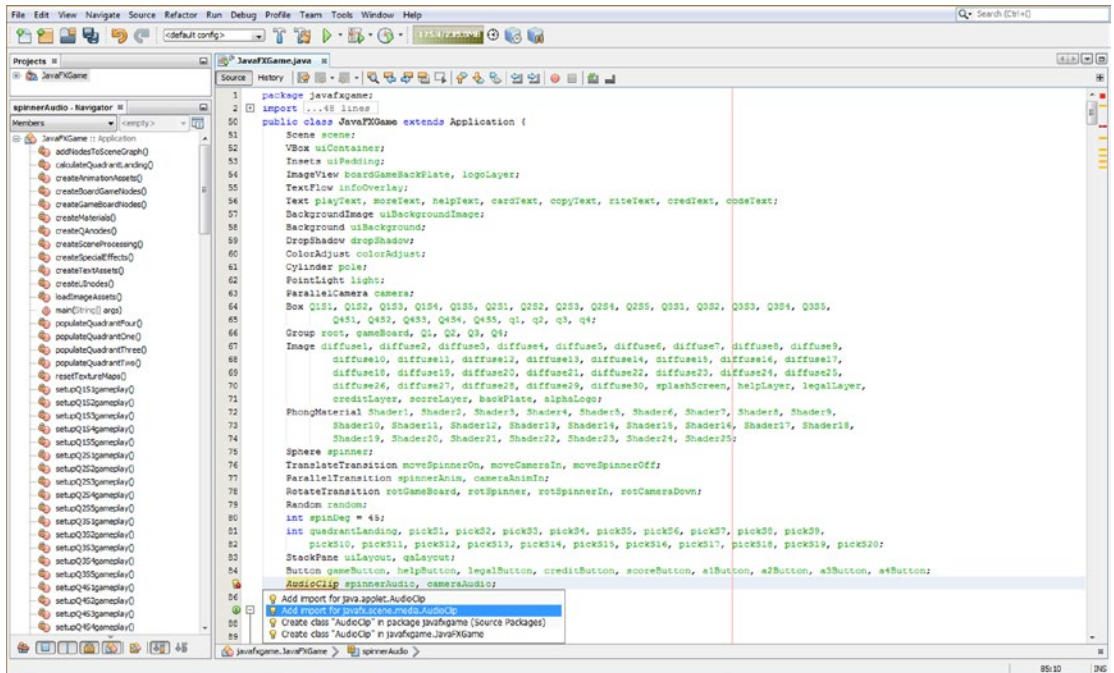 File Edit View Navigate Source Refactor Run Debug Profile Team Tools Window Help
Search (Ctrl+I)
<default config>
Projects
JavaFXGame.java
JavaFXGame
Source History
spinnerAudio - Navigator
Members <empty>
JavaFXGame :: Application
addNodesToSceneGraph()
calculateQuadrantLanding()
createAnimationAssets()
createBoardGameNodes()
createGameBoardNodes()
createMaterials()
createQAnodes()
createSceneProcessing()
createSpecialEffects()
createTextAssets()
createUInodes()
loadImageAssets()
main(String[] args)
populateQuadrantFour()
populateQuadrantOne()
populateQuadrantThree()
populateQuadrantTwo()
resetTextureMaps()
setupQ1S1gameplay()
setupQ1S2gameplay()
setupQ1S3gameplay()
setupQ1S4gameplay()
setupQ1S5gameplay()
setupQ2S1gameplay()
setupQ2S2gameplay()
setupQ2S3gameplay()
setupQ2S4gameplay()
setupQ2S5gameplay()
setupQ3S1gameplay()
setupQ3S2gameplay()
setupQ3S3gameplay()
setupQ3S4gameplay()
setupQ3S5gameplay()
setupQ4S1gameplay()
setupQ4S2gameplay()
setupQ4S3gameplay()
setupQ4S4gameplay()
1 package javafxgame;
2 import ...48 lines
50 public class JavaFXGame extends Application {
51 Scene scene;
52 VBox uiContainer;
53 Insets uiPadding;
54 ImageView boardGameBackPlate, logoLayer;
55 TextFlow infoOverlay;
56 Text playText, moreText, helpText, cardText, copyText, riteText, credText, codeText;
57 BackgroundImage uiBackgroundImage;
58 Background uiBackground;
59 DropShadow dropShadow;
60 ColorAdjust colorAdjust;
61 Cylinder pole;
62 PointLight light;
63 ParallelCamera camera;
64 Box Q1S1, Q1S2, Q1S3, Q1S4, Q1S5, Q2S1, Q2S2, Q2S3, Q2S4, Q2S5, Q3S1, Q3S2, Q3S3, Q3S4, Q3S5,
65 Q4S1, Q4S2, Q4S3, Q4S4, Q4S5, q1, q2, q3, q4;
66 Group root, gameBoard, Q1, Q2, Q3, Q4;
67 Image diffuse1, diffuse2, diffuse3, diffuse4, diffuse5, diffuse6, diffuse7, diffuse8, diffuse9,
68 diffuse10, diffuse11, diffuse12, diffuse13, diffuse14, diffuse15, diffuse16, diffuse17,
69 diffuse18, diffuse19, diffuse20, diffuse21, diffuse22, diffuse23, diffuse24, diffuse25,
70 diffuse26, diffuse27, diffuse28, diffuse29, diffuse30, splashScreen, helpLayer, legalLayer,
71 creditLayer, scoreLayer, backPlate, alphaLogo;
72 PhongMaterial Shader1, Shader2, Shader3, Shader4, Shader5, Shader6, Shader7, Shader8, Shader9,
73 Shader10, Shader11, Shader12, Shader13, Shader14, Shader15, Shader16, Shader17, Shader18,
74 Shader19, Shader20, Shader21, Shader22, Shader23, Shader24, Shader25;
75 Sphere spinner;
76 TranslateTransition moveSpinnerOn, moveCameraIn, moveSpinnerOff;
77 ParallelTransition spinnerAnim, cameraAnimIn;
78 RotateTransition rotGameBoard, rotSpinner, rotSpinnerIn, rotCameraDown;
79 Random random;
80 int spinDeg = 45;
81 int quadrantLanding, pickS1, pickS2, pickS3, pickS4, pickS5, pickS6, pickS7, pickS8, pickS9,
82 pickS10, pickS11, pickS12, pickS13, pickS14, pickS15, pickS16, pickS17, pickS18, pickS19, pickS20;
83 StackPane uiLayout, qaLayout;
84 Button gameButton, helpButton, legalButton, creditButton, scoreButton, a1Button, a2Button, a3Button, a4Button;
AudioClip spinnerAudio, cameraAudio;
86 Add import for java.applet.AudioClip
Add import for javafx.scene.media.AudioClip
88 Create class "AudioClip" in package javafxgame (Source Packages)
89 Create class "AudioClip" in javafxgame.JavaFXGame
javafxgame.JavaFXGame spinnerAudio
85:10 INS